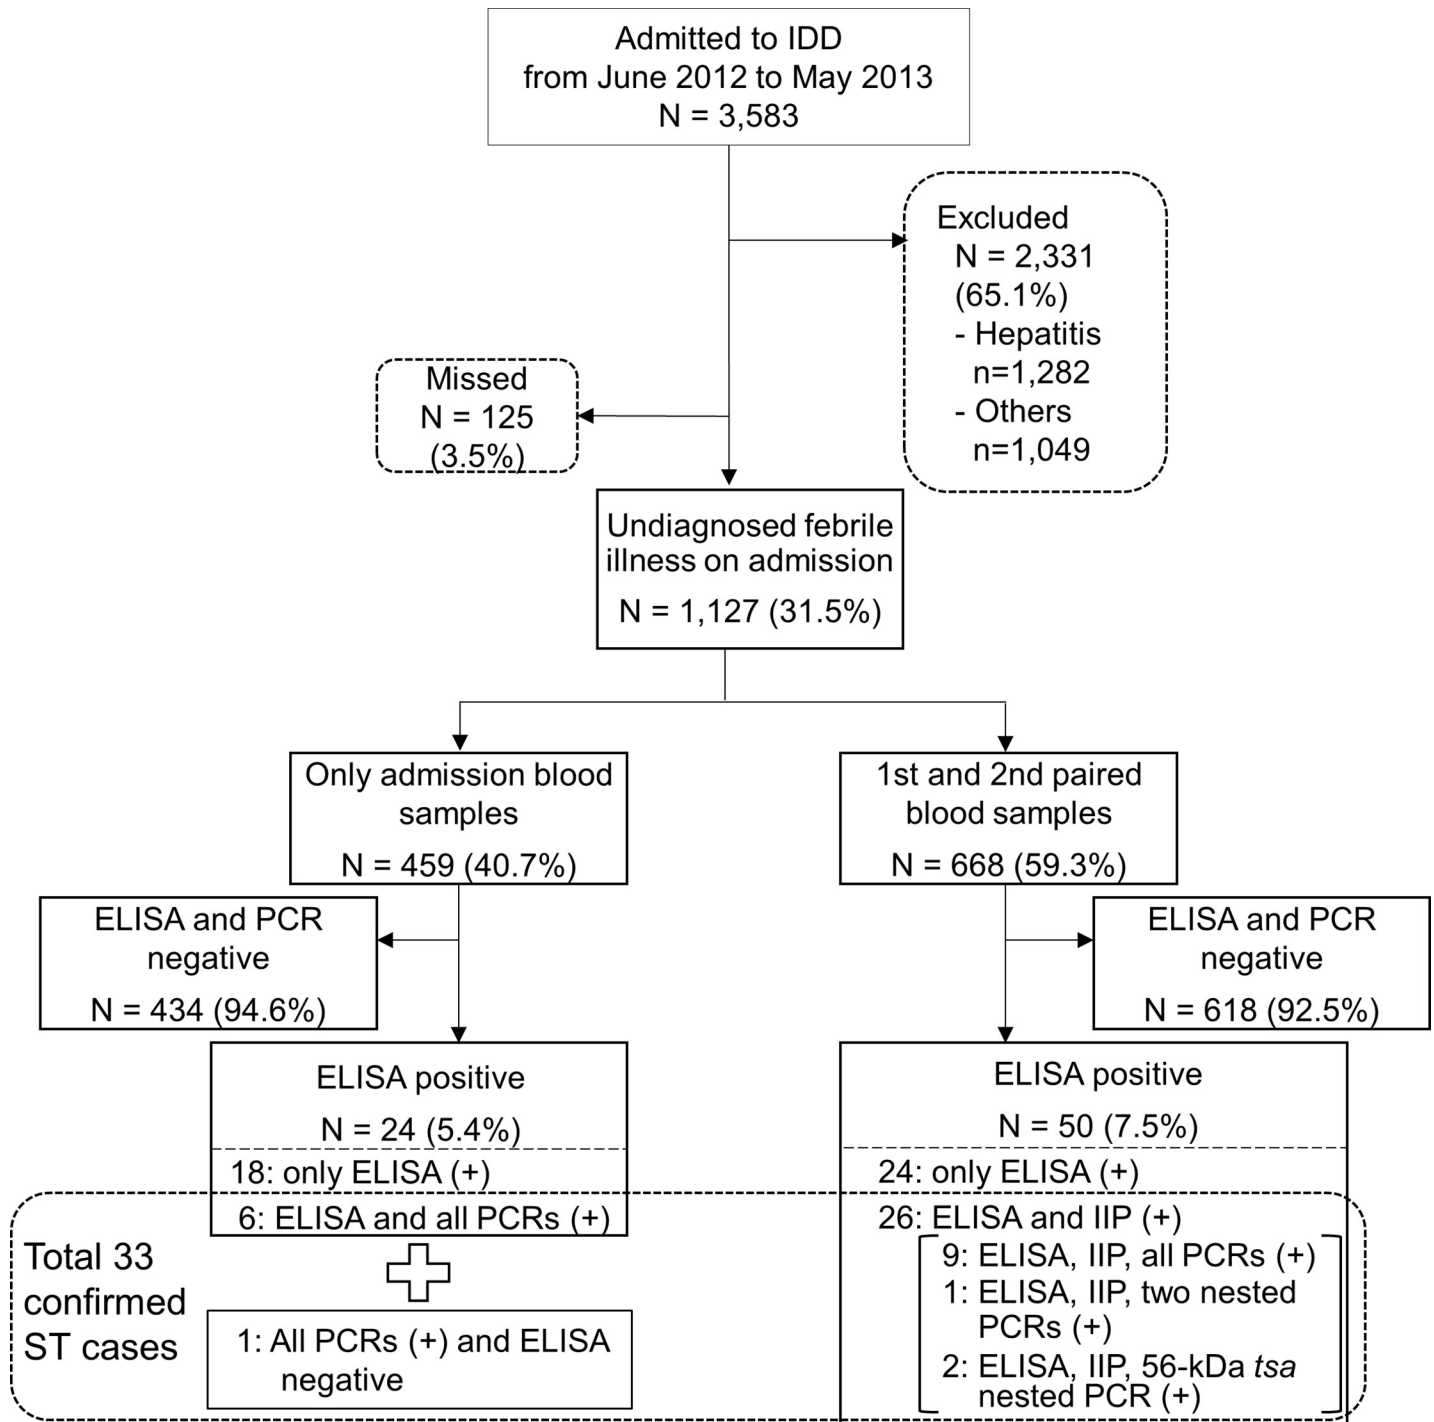 Admitted to IDD
from June 2012 to May 2013
N = 3,583
Excluded
N = 2,331
(65.1%)
- Hepatitis
n=1,282
- Others
n=1,049
Missed
N = 125
(3.5%)
Undiagnosed febrile
illness on admission
N = 1,127 (31.5%)
Only admission blood
samples
N = 459 (40.7%)
1st and 2nd paired
blood samples
N = 668 (59.3%)
ELISA and PCR
negative
N = 434 (94.6%)
ELISA and PCR
negative
N = 618 (92.5%)
ELISA positive
N = 24 (5.4%)
18: only ELISA (+)
6: ELISA and all PCRs (+)
ELISA positive
N = 50 (7.5%)
24: only ELISA (+)
26: ELISA and IIP (+)
9: ELISA, IIP, all PCRs (+)
1: ELISA, IIP, two nested
PCRs (+)
2: ELISA, IIP, 56-kDa tsa
nested PCR (+)
Total 33
confirmed
ST cases
1: All PCRs (+) and ELISA
negative